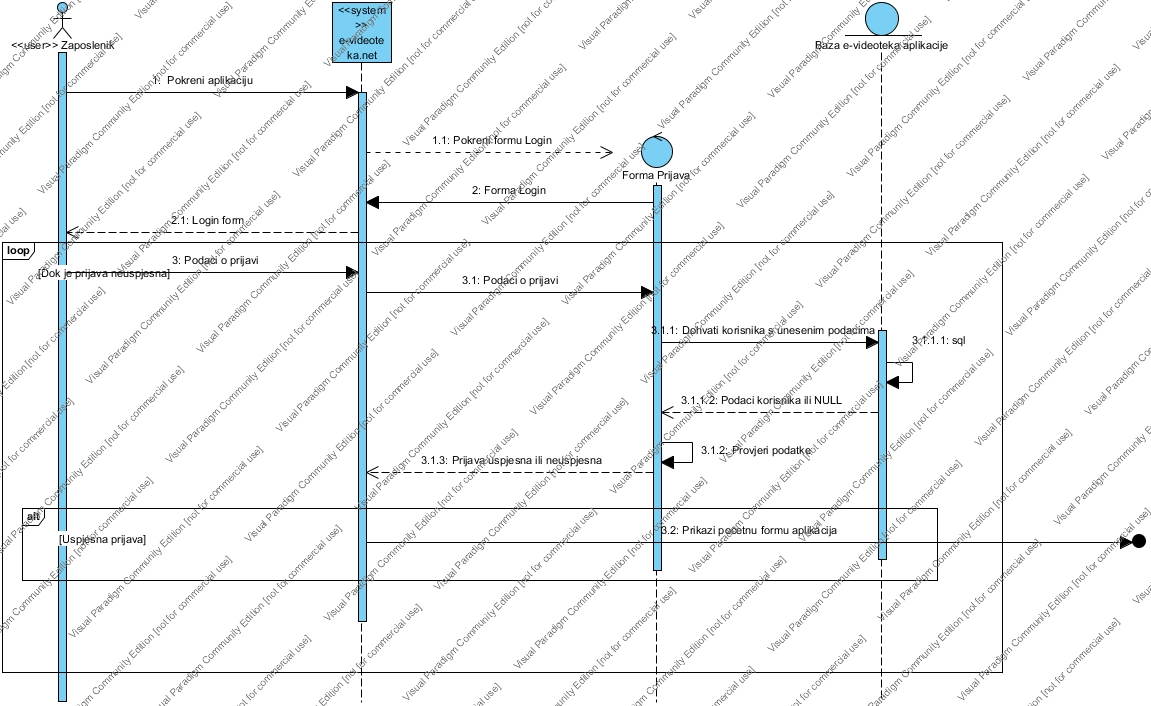 <<system
>>
e-videote
ka.net
<<user>> Zaposlenik
Baza e-videoteka aplikacije
1: Pokreni aplikaciju
1.1: Pokreni formu Login
Forma Prijava
2: Forma Login
2.1: Login form
loop
3: Podaci o prijavi
[Dok je prijava neuspjesna]
3.1: Podaci o prijavi
3.1.1: Dohvati korisnika s unesenim podacima
3.1.1.1: sql
3.1.1.2: Podaci korisnika ili NULL
3.1.2: Provjeri podatke
3.1.3: Prijava uspjesna ili neuspjesna
alt
3.2: Prikazi pocetnu formu aplikacija
[Uspjesna prijava]
Visual Paradigm Community Edition [not for commercial use]